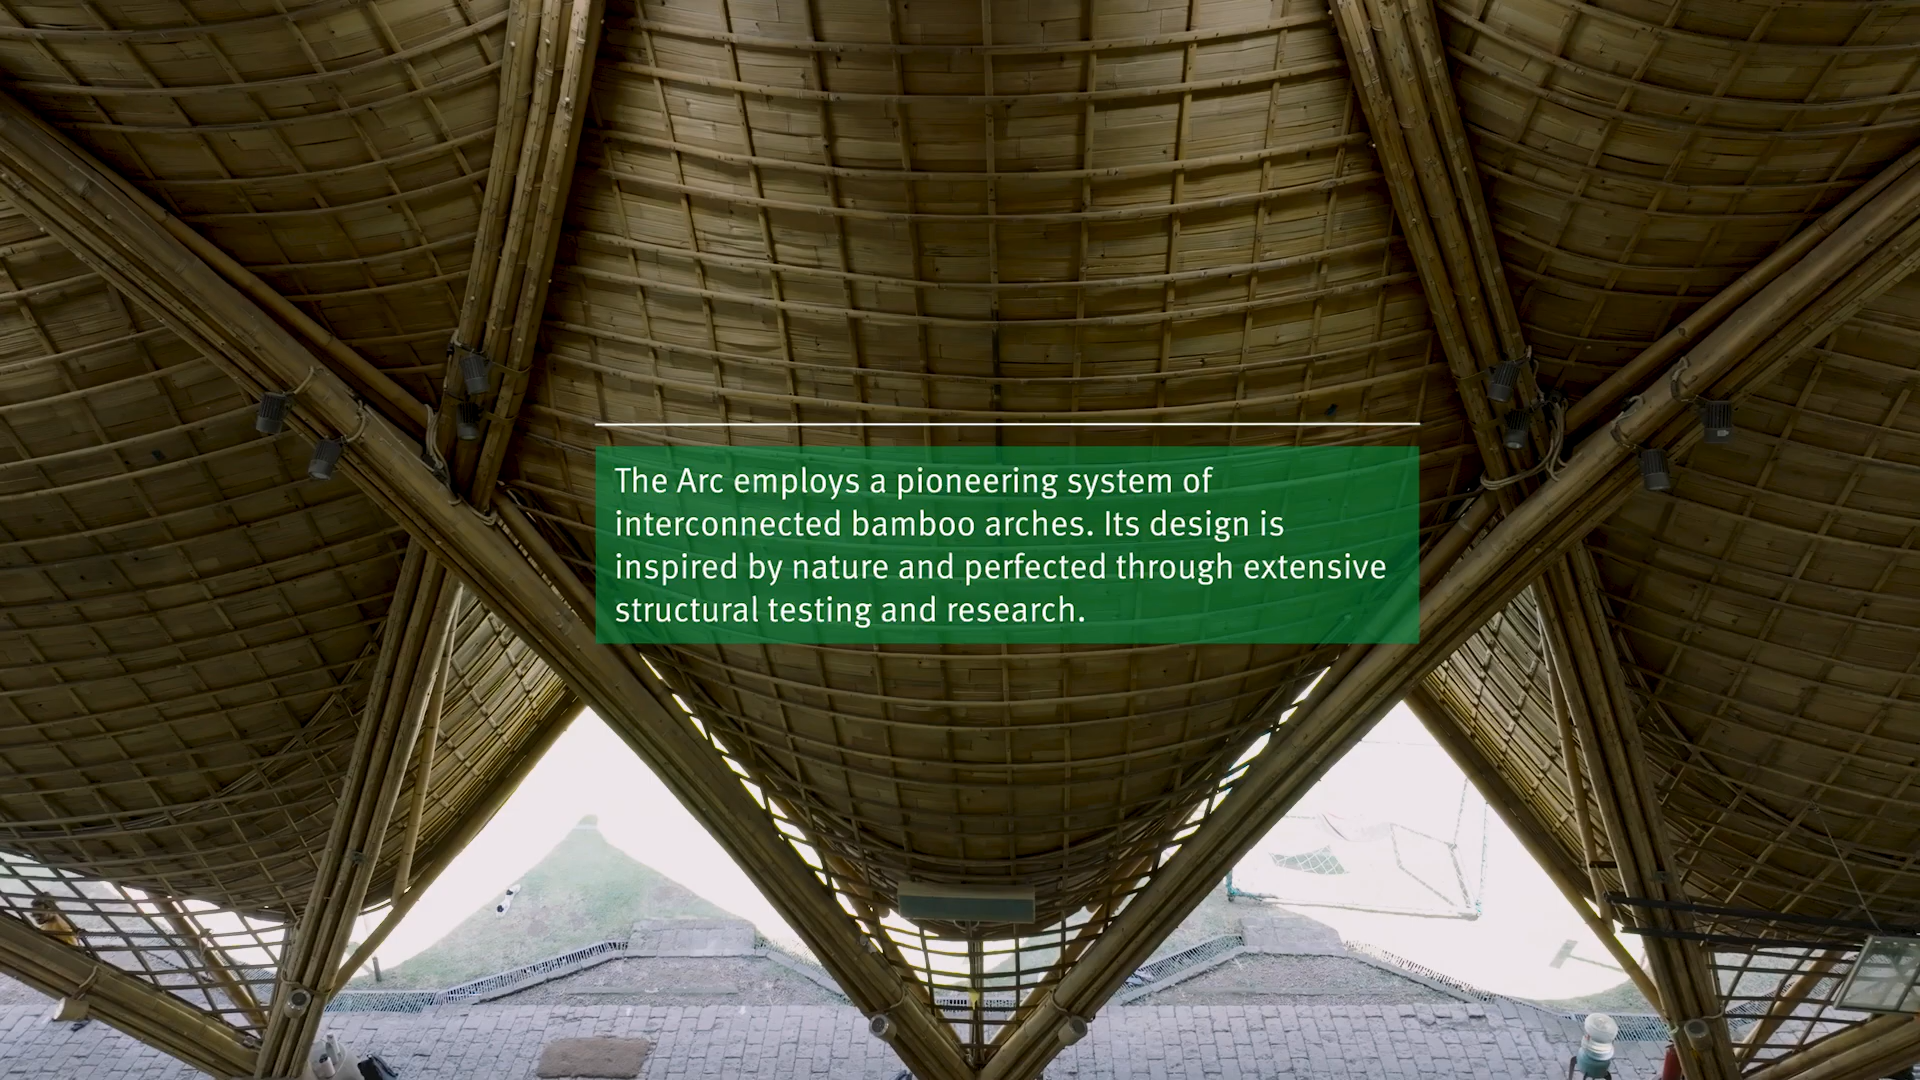 The Arc employs a pioneering system of
interconnected bamboo arches. Its design is
inspired by nature and perfected through extensive
structural testing and research.